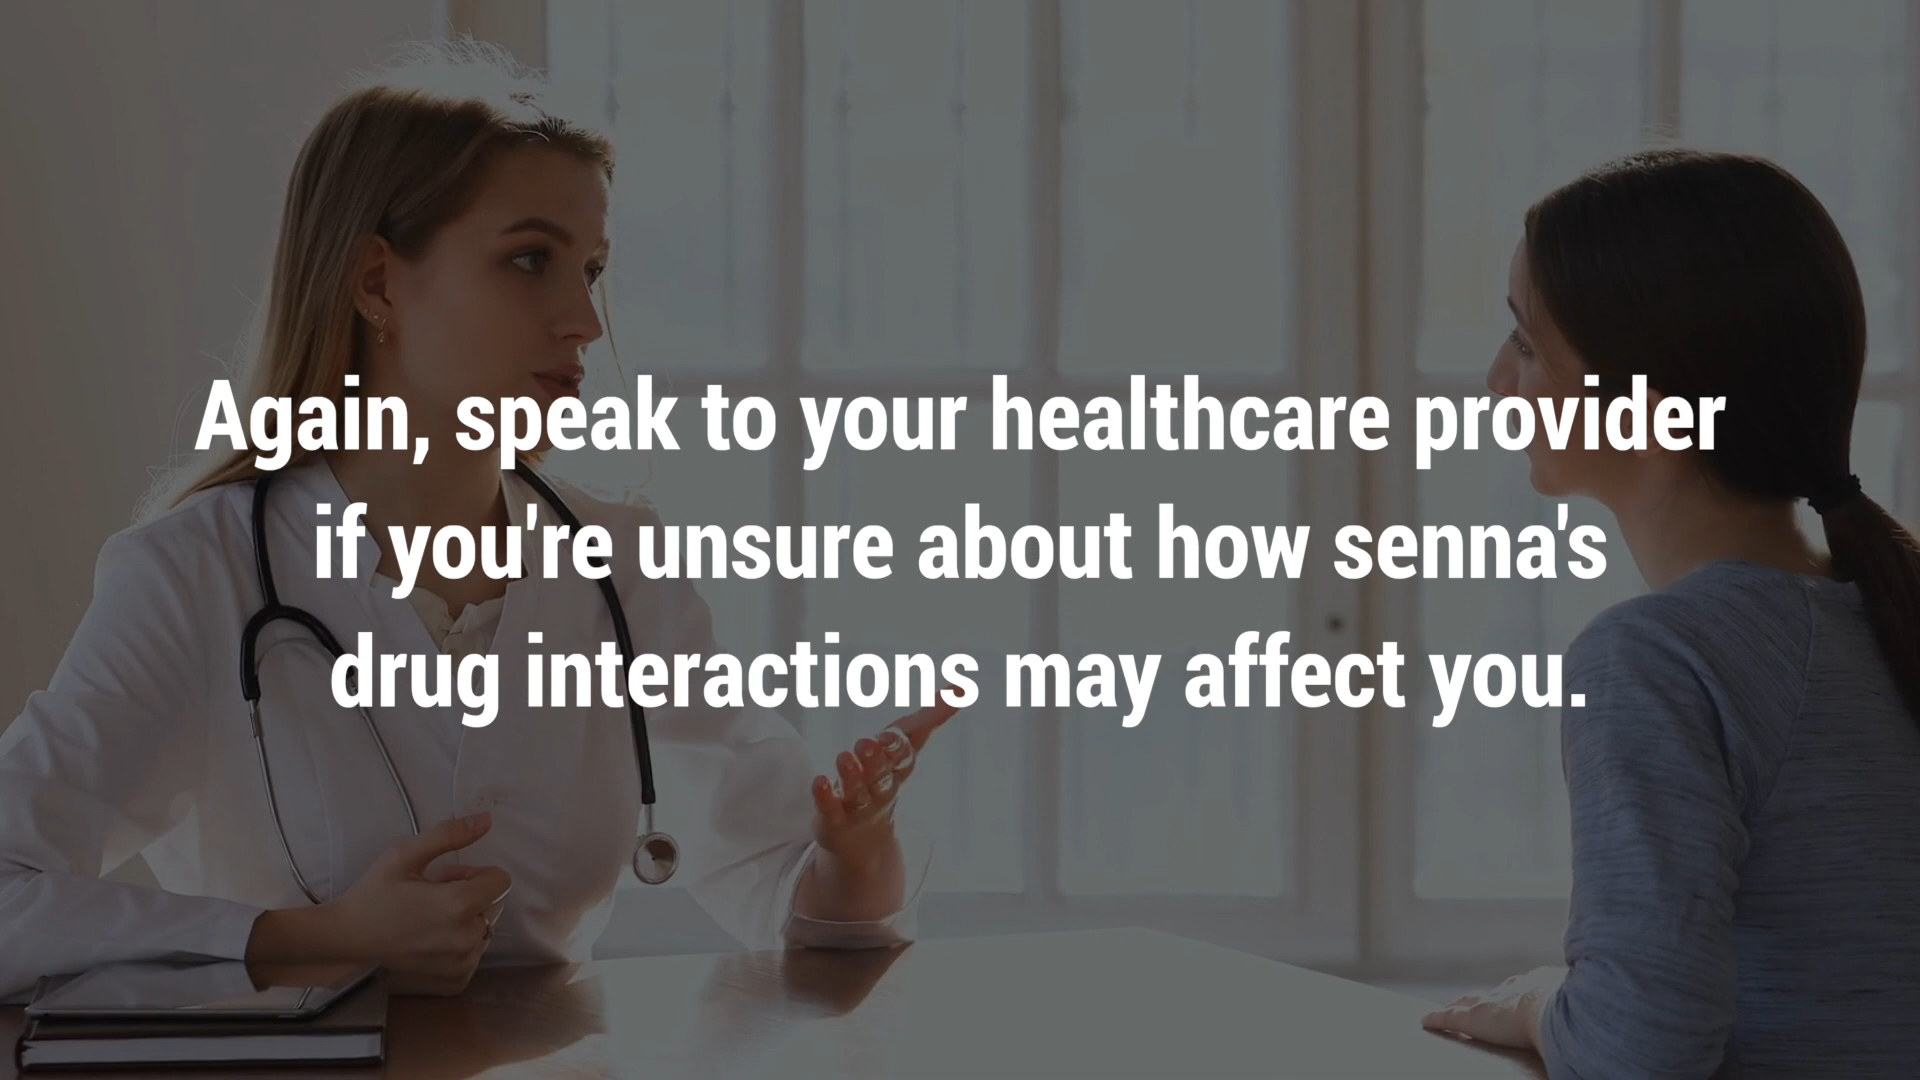 Again, speak to your healthcare provider
if you're unsure about how senna's
drug interactions may affect you.